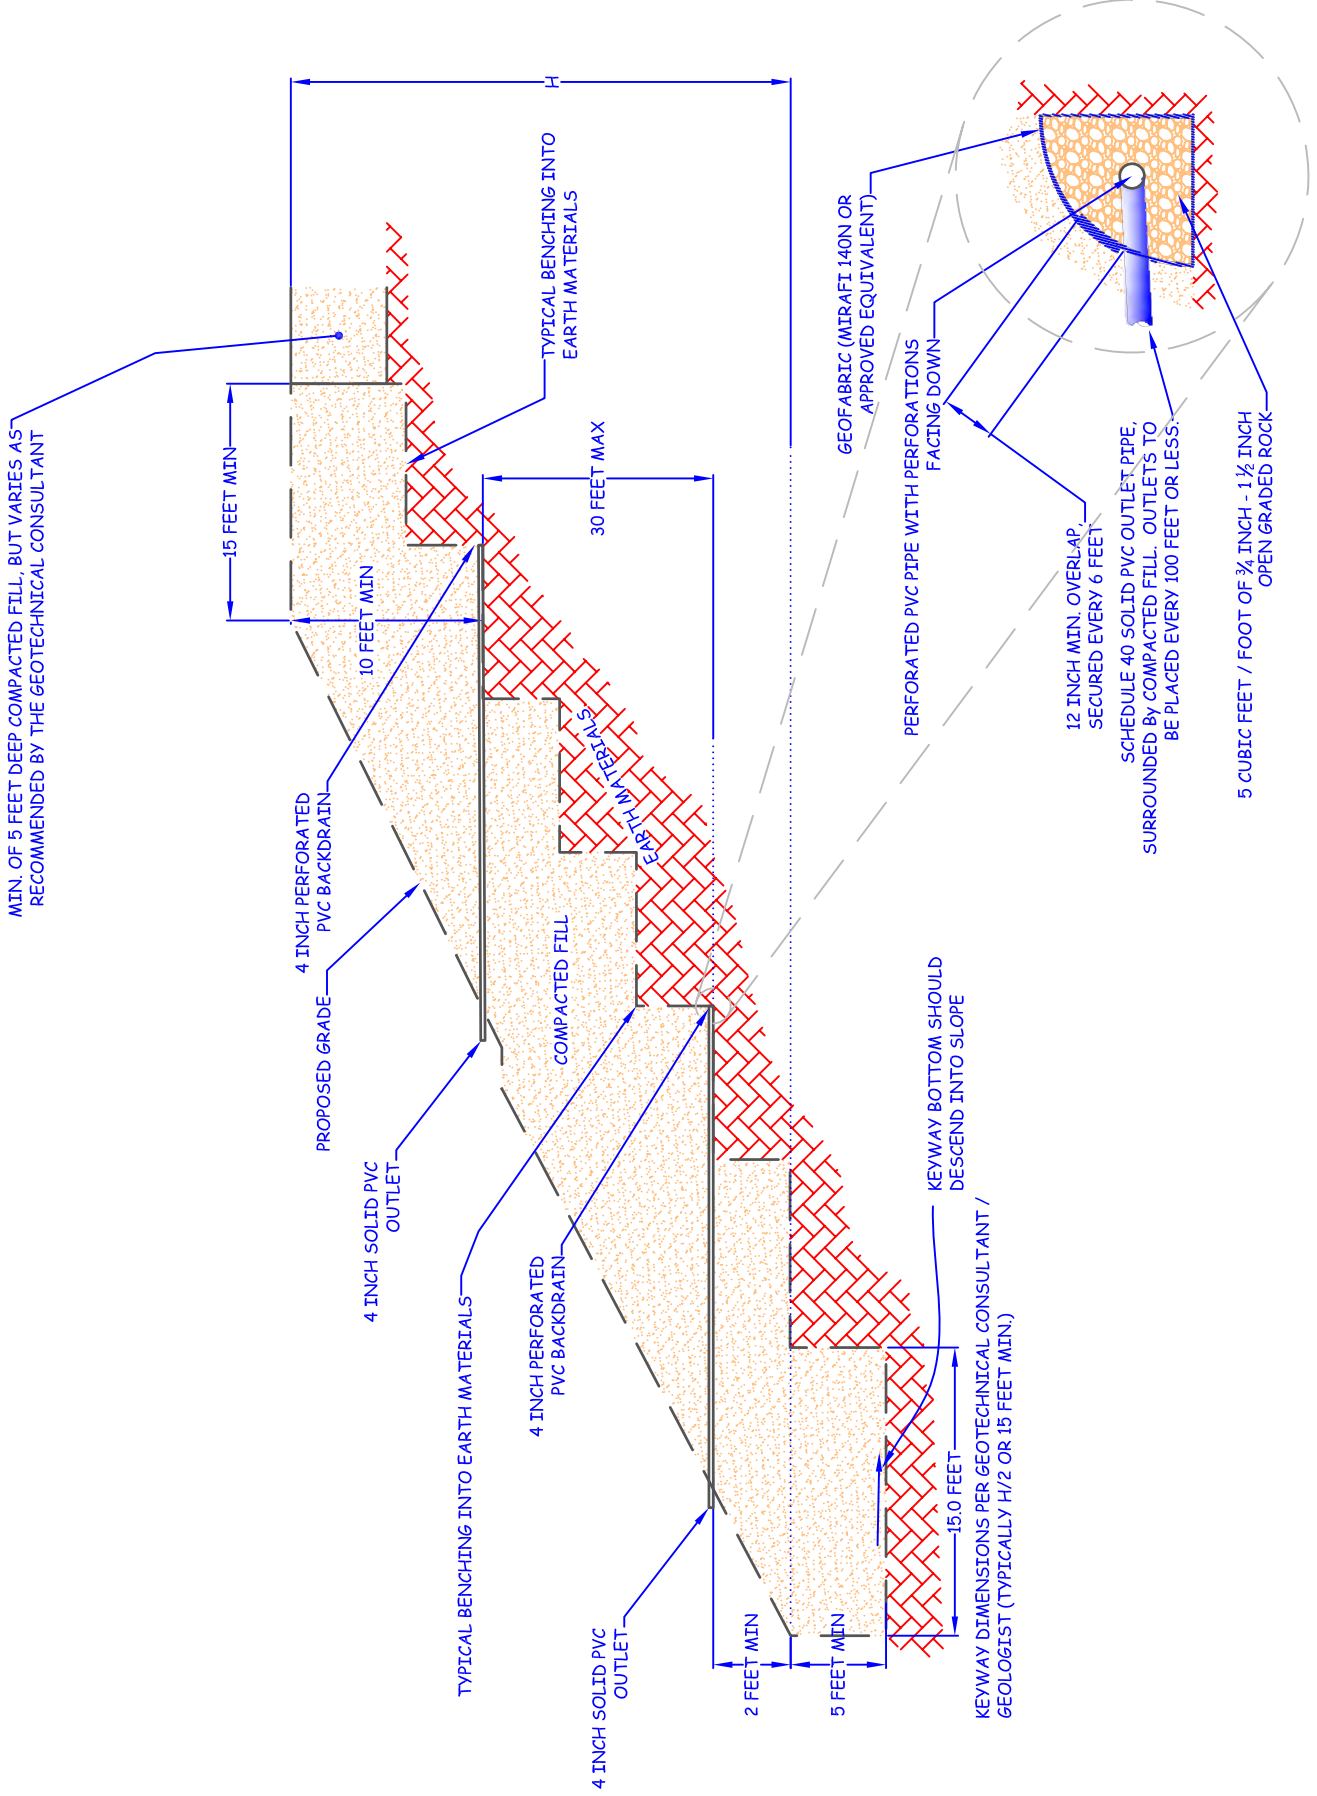 MIN. OF 5 FEET DEEP COMPACTED FILL, BUT VARIES AS
RECOMMENDED BY THE GEOTECHNICAL CONSULTANT
15 FEET MIN
10 FEET MIN
H
TYPICAL BENCHING INTO
EARTH MATERIALS
30 FEET MAX
4 INCH PERFORATED
PVC BACKDRAIN
PROPOSED GRADE
4 INCH SOLID PVC
OUTLET
EARTH MATERIALS
COMPACTED FILL
TYPICAL BENCHING INTO EARTH MATERIALS
4 INCH PERFORATED
PVC BACKDRAIN
4 INCH SOLID PVC
OUTLET
2 FEET MIN
5 FEET MIN
KEYWAY BOTTOM SHOULD
DESCEND INTO SLOPE
15.0 FEET
KEYWAY DIMENSIONS PER GEOTECHNICAL CONSULTANT /
GEOLOGIST (TYPICALLY H/2 OR 15 FEET MIN.)
GEOFABRIC (MIRAFI 140N OR
APPROVED EQUIVALENT)
PERFORATED PVC PIPE WITH PERFORATIONS
FACING DOWN
12 INCH MIN. OVERLAP,
SECURED EVERY 6 FEET
SCHEDULE 40 SOLID PVC OUTLET PIPE,
SURROUNDED By COMPACTED FILL. OUTLETS TO
BE PLACED EVERY 100 FEET OR LESS.
5 CUBIC FEET / FOOT OF ¾ INCH - 1 ½ INCH
OPEN GRADED ROCK